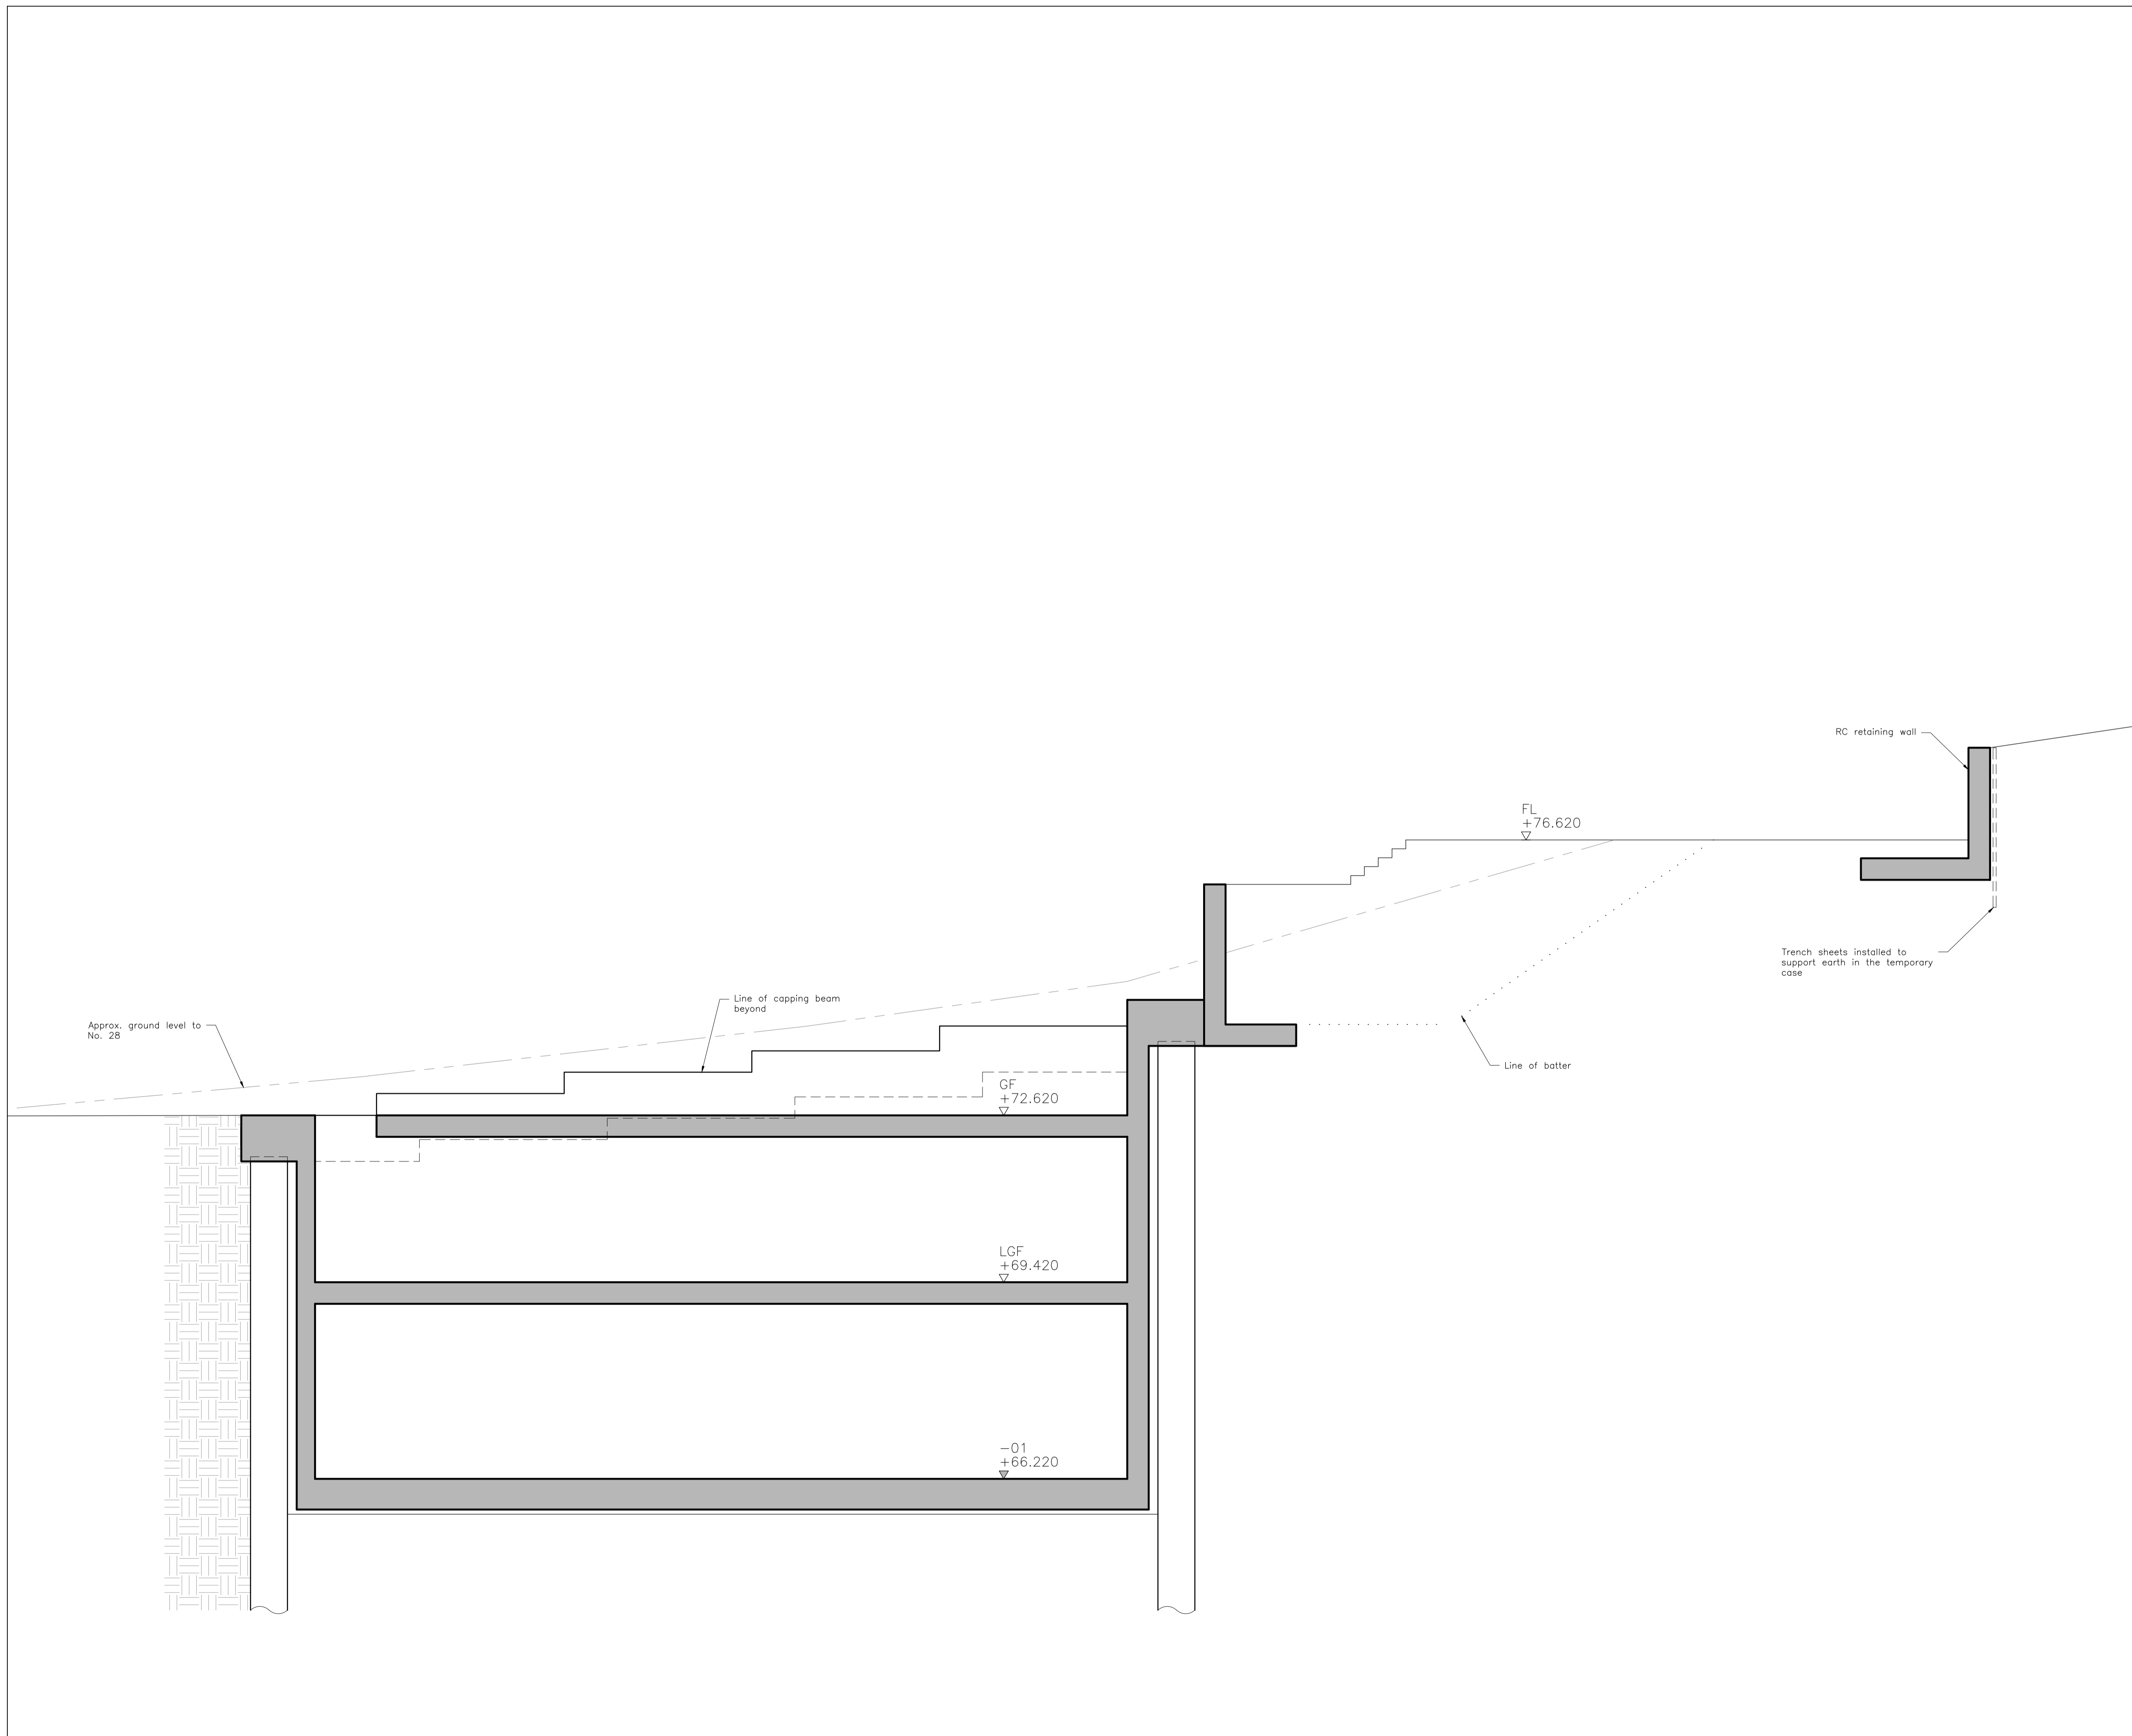 RC retaining wall
FL
+76.620
Trench sheets installed to
support earth in the temporary
case
Line of capping beam
beyond
Approx. ground level to
No. 28
Line of batter
GF
+72.620
LGF
+69.420
-01
+66.220